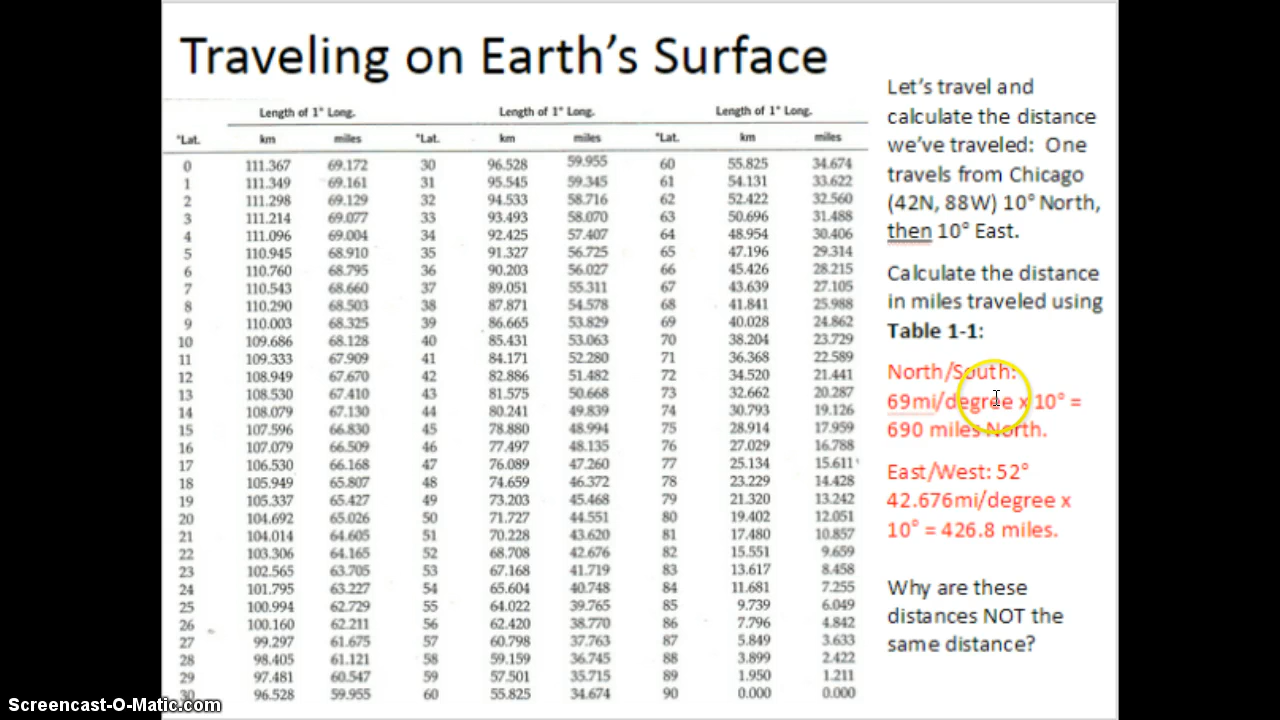 Traveling on Earth's Surface
Length of 1° Long. Length of 1° Long. Length of 1° Long.
°Lat. km miles °Lat. km miles °Lat. km miles
0 111.367 69.172 30 96.528 59.955 60 55.825 34.674
1 111.349 69.161 31 95.545 59.345 61 54.131 33.622
2 111.298 69.129 32 94.533 58.716 62 52.422 32.560
3 111.214 69.077 33 93.493 58.070 63 50.696 31.488
4 111.096 69.004 34 92.425 57.407 64 48.954 30.406
5 110.945 68.910 35 91.327 56.725 65 47.196 29.314
6 110.760 68.795 36 90.203 56.027 66 45.426 28.215
7 110.543 68.660 37 89.051 55.311 67 43.639 27.105
8 110.290 68.503 38 87.871 54.578 68 41.841 25.988
9 110.003 68.325 39 86.665 53.829 69 40.028 24.862
10 109.686 68.128 40 85.431 53.063 70 38.204 23.729
11 109.333 67.909 41 84.171 52.280 71 36.368 22.589
12 108.949 67.670 42 82.886 51.482 72 34.520 21.441
13 108.530 67.410 43 81.575 50.668 73 32.662 20.287
14 108.079 67.130 44 80.241 49.839 74 30.793 19.126
15 107.596 66.830 45 78.880 48.994 75 28.914 17.959
16 107.079 66.509 46 77.497 48.135 76 27.029 16.788
17 106.530 66.168 47 76.089 47.260 77 25.134 15.611
18 105.949 65.807 48 74.659 46.372 78 23.229 14.428
19 105.337 65.427 49 73.203 45.468 79 21.320 13.242
20 104.692 65.026 50 71.727 44.551 80 19.402 12.051
21 104.014 64.605 51 70.228 43.620 81 17.480 10.857
22 103.306 64.165 52 68.708 42.676 82 15.551 9.659
23 102.565 63.705 53 67.168 41.719 83 13.617 8.458
24 101.795 63.227 54 65.604 40.748 84 11.681 7.255
25 100.994 62.729 55 64.022 39.765 85 9.739 6.049
26 100.160 62.211 56 62.420 38.770 86 7.796 4.842
27 99.297 61.675 57 60.798 37.763 87 5.849 3.633
28 98.405 61.121 58 59.159 36.745 88 3.899 2.422
29 97.481 60.547 59 57.501 35.715 89 1.950 1.211
30 96.528 59.955 60 55.825 34.674 90 0.000 0.000
Let's travel and
calculate the distance
we've traveled: One
travels from Chicago
(42N, 88W) 10° North,
then 10° East.
Calculate the distance
in miles traveled using
Table 1-1:
North/South:
69mi/degree x 10° =
690 miles North.
East/West: 52°
42.676mi/degree x
10° = 426.8 miles.
Why are these
distances NOT the
same distance?
Screencast-O-Matic.com